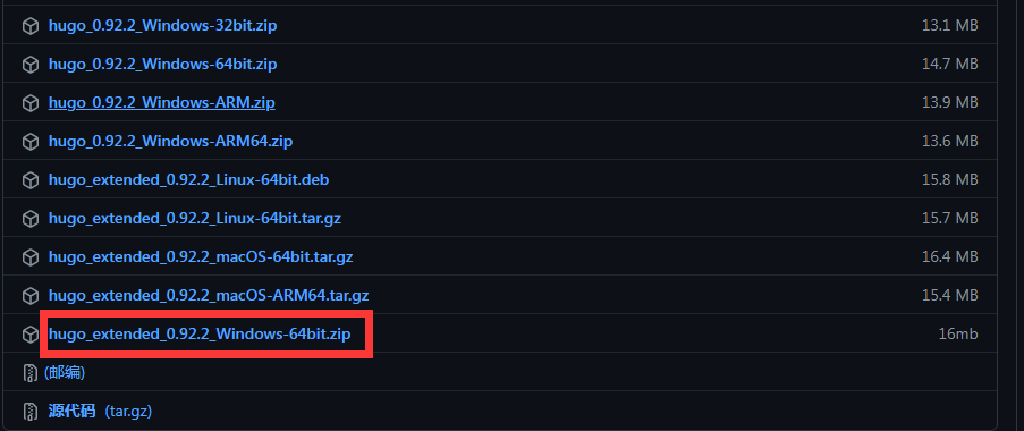 hugo_0.92.2_Windows-32bit.zip 13.1 MB
hugo_0.92.2_Windows-64bit.zip 14.7 MB
hugo_0.92.2_Windows-ARM.zip 13.9 MB
hugo_0.92.2_Windows-ARM64.zip 13.6 MB
hugo_extended_0.92.2_Linux-64bit.deb 15.8 MB
hugo_extended_0.92.2_Linux-64bit.tar.gz 15.7 MB
hugo_extended_0.92.2_macOS-64bit.tar.gz 16.4 MB
hugo_extended_0.92.2_macOS-ARM64.tar.gz 15.4 MB
hugo_extended_0.92.2_Windows-64bit.zip 16mb
(邮编)
源代码 (tar.gz)